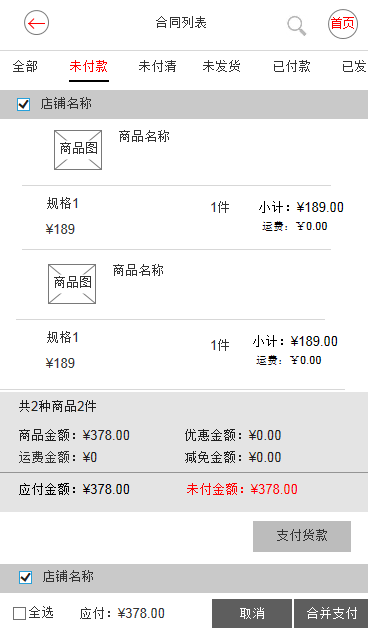 合同列表 首页
全部 未付款 未付清 未发货 已付款 已发
店铺名称
商品图 商品名称
规格1 1件 小计：¥189.00
¥189 运费：¥0.00
商品图 商品名称
规格1 1件 小计：¥189.00
¥189 运费：¥0.00
共2种商品2件
商品金额：¥378.00 优惠金额：¥0.00
运费金额：¥0 减免金额：¥0.00
应付金额：¥378.00 未付金额：¥378.00
支付货款
店铺名称
全选 应付：¥378.00 取消 合并支付